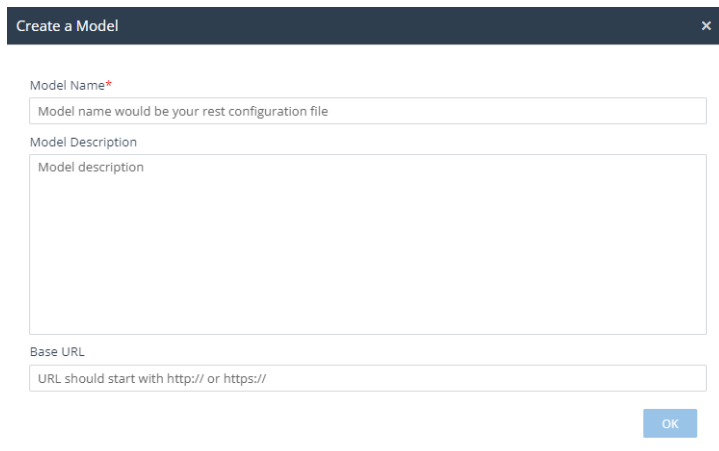 Create a Model ×
Model Name*
Model name would be your rest configuration file
Model Description
Model description
Base URL
URL should start with http:// or https://
OK